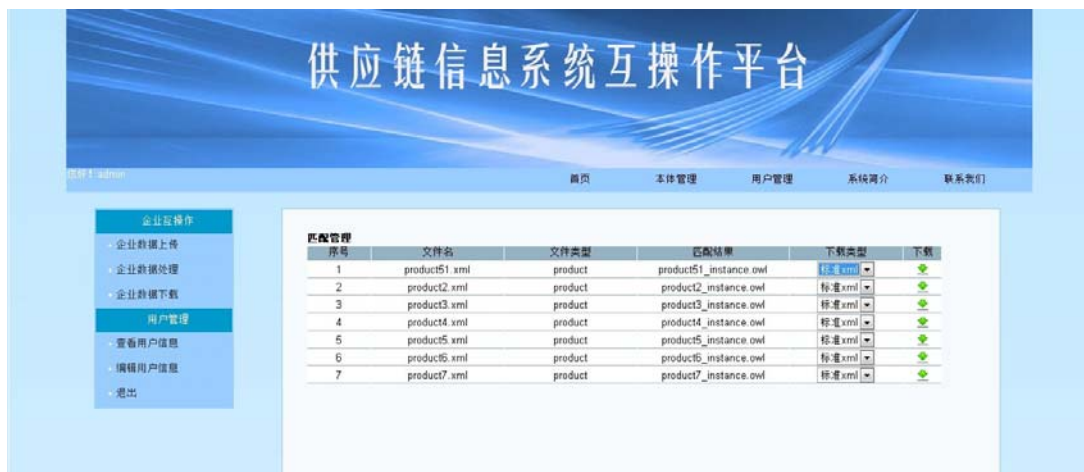 供应链信息系统互操作平台
您好！admin 首页 本体管理 用户管理 系统简介 联系我们
企业互操作
企业数据上传
企业数据处理
企业数据下载
用户管理
查看用户信息
编辑用户信息
退出
匹配管理
序号 文件名 文件类型 匹配结果 下载类型 下载
1 product51.xml product product51_instance.owl 标准xml
2 product2.xml product product2_instance.owl 标准xml
3 product3.xml product product3_instance.owl 标准xml
4 product4.xml product product4_instance.owl 标准xml
5 product5.xml product product5_instance.owl 标准xml
6 product6.xml product product6_instance.owl 标准xml
7 product7.xml product product7_instance.owl 标准xml